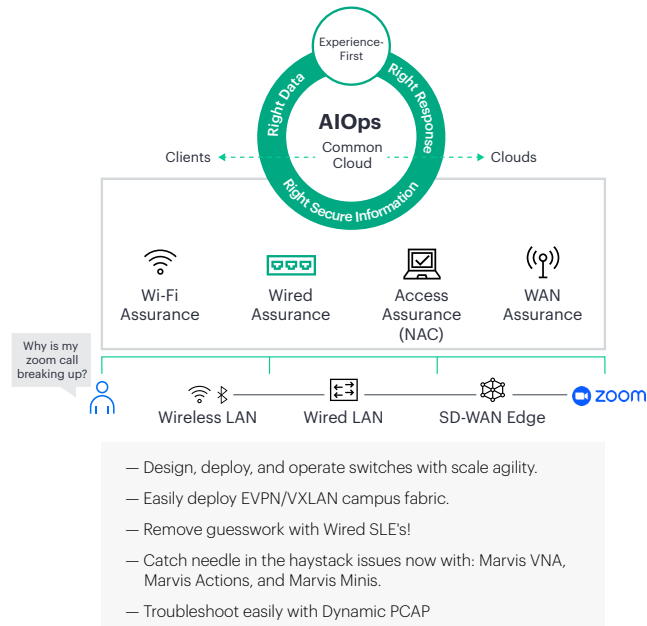 Experience-
First
Right Data
Right Response
AIOps
Common
Cloud
Clients
Clouds
Right Secure Information
Wi-Fi
Assurance
Wired
Assurance
Access
Assurance
(NAC)
WAN
Assurance
Why is my
zoom call
breaking up?
Wireless LAN
Wired LAN
SD-WAN Edge
zoom
— Design, deploy, and operate switches with scale agility.
— Easily deploy EVPN/VXLAN campus fabric.
— Remove guesswork with Wired SLE's!
— Catch needle in the haystack issues now with: Marvis VNA,
Marvis Actions, and Marvis Minis.
— Troubleshoot easily with Dynamic PCAP